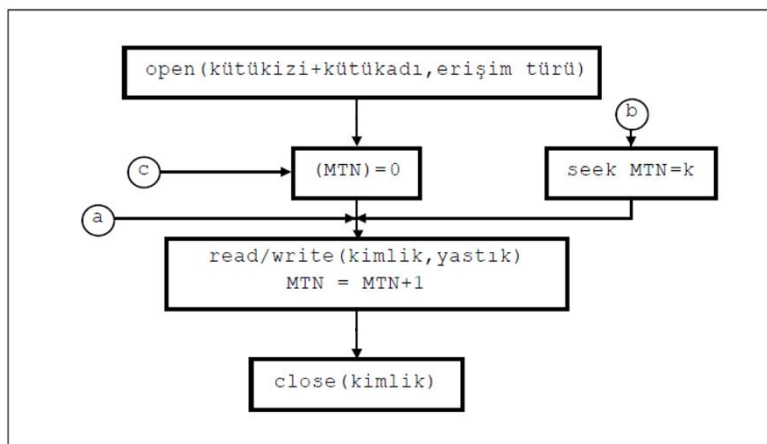 open(kütükizi+kütükadı,erişim türü)
b
c
(MTN)=0
seek MTN=k
a
read/write(kimlik,yastık)
MTN = MTN+1
close(kimlik)